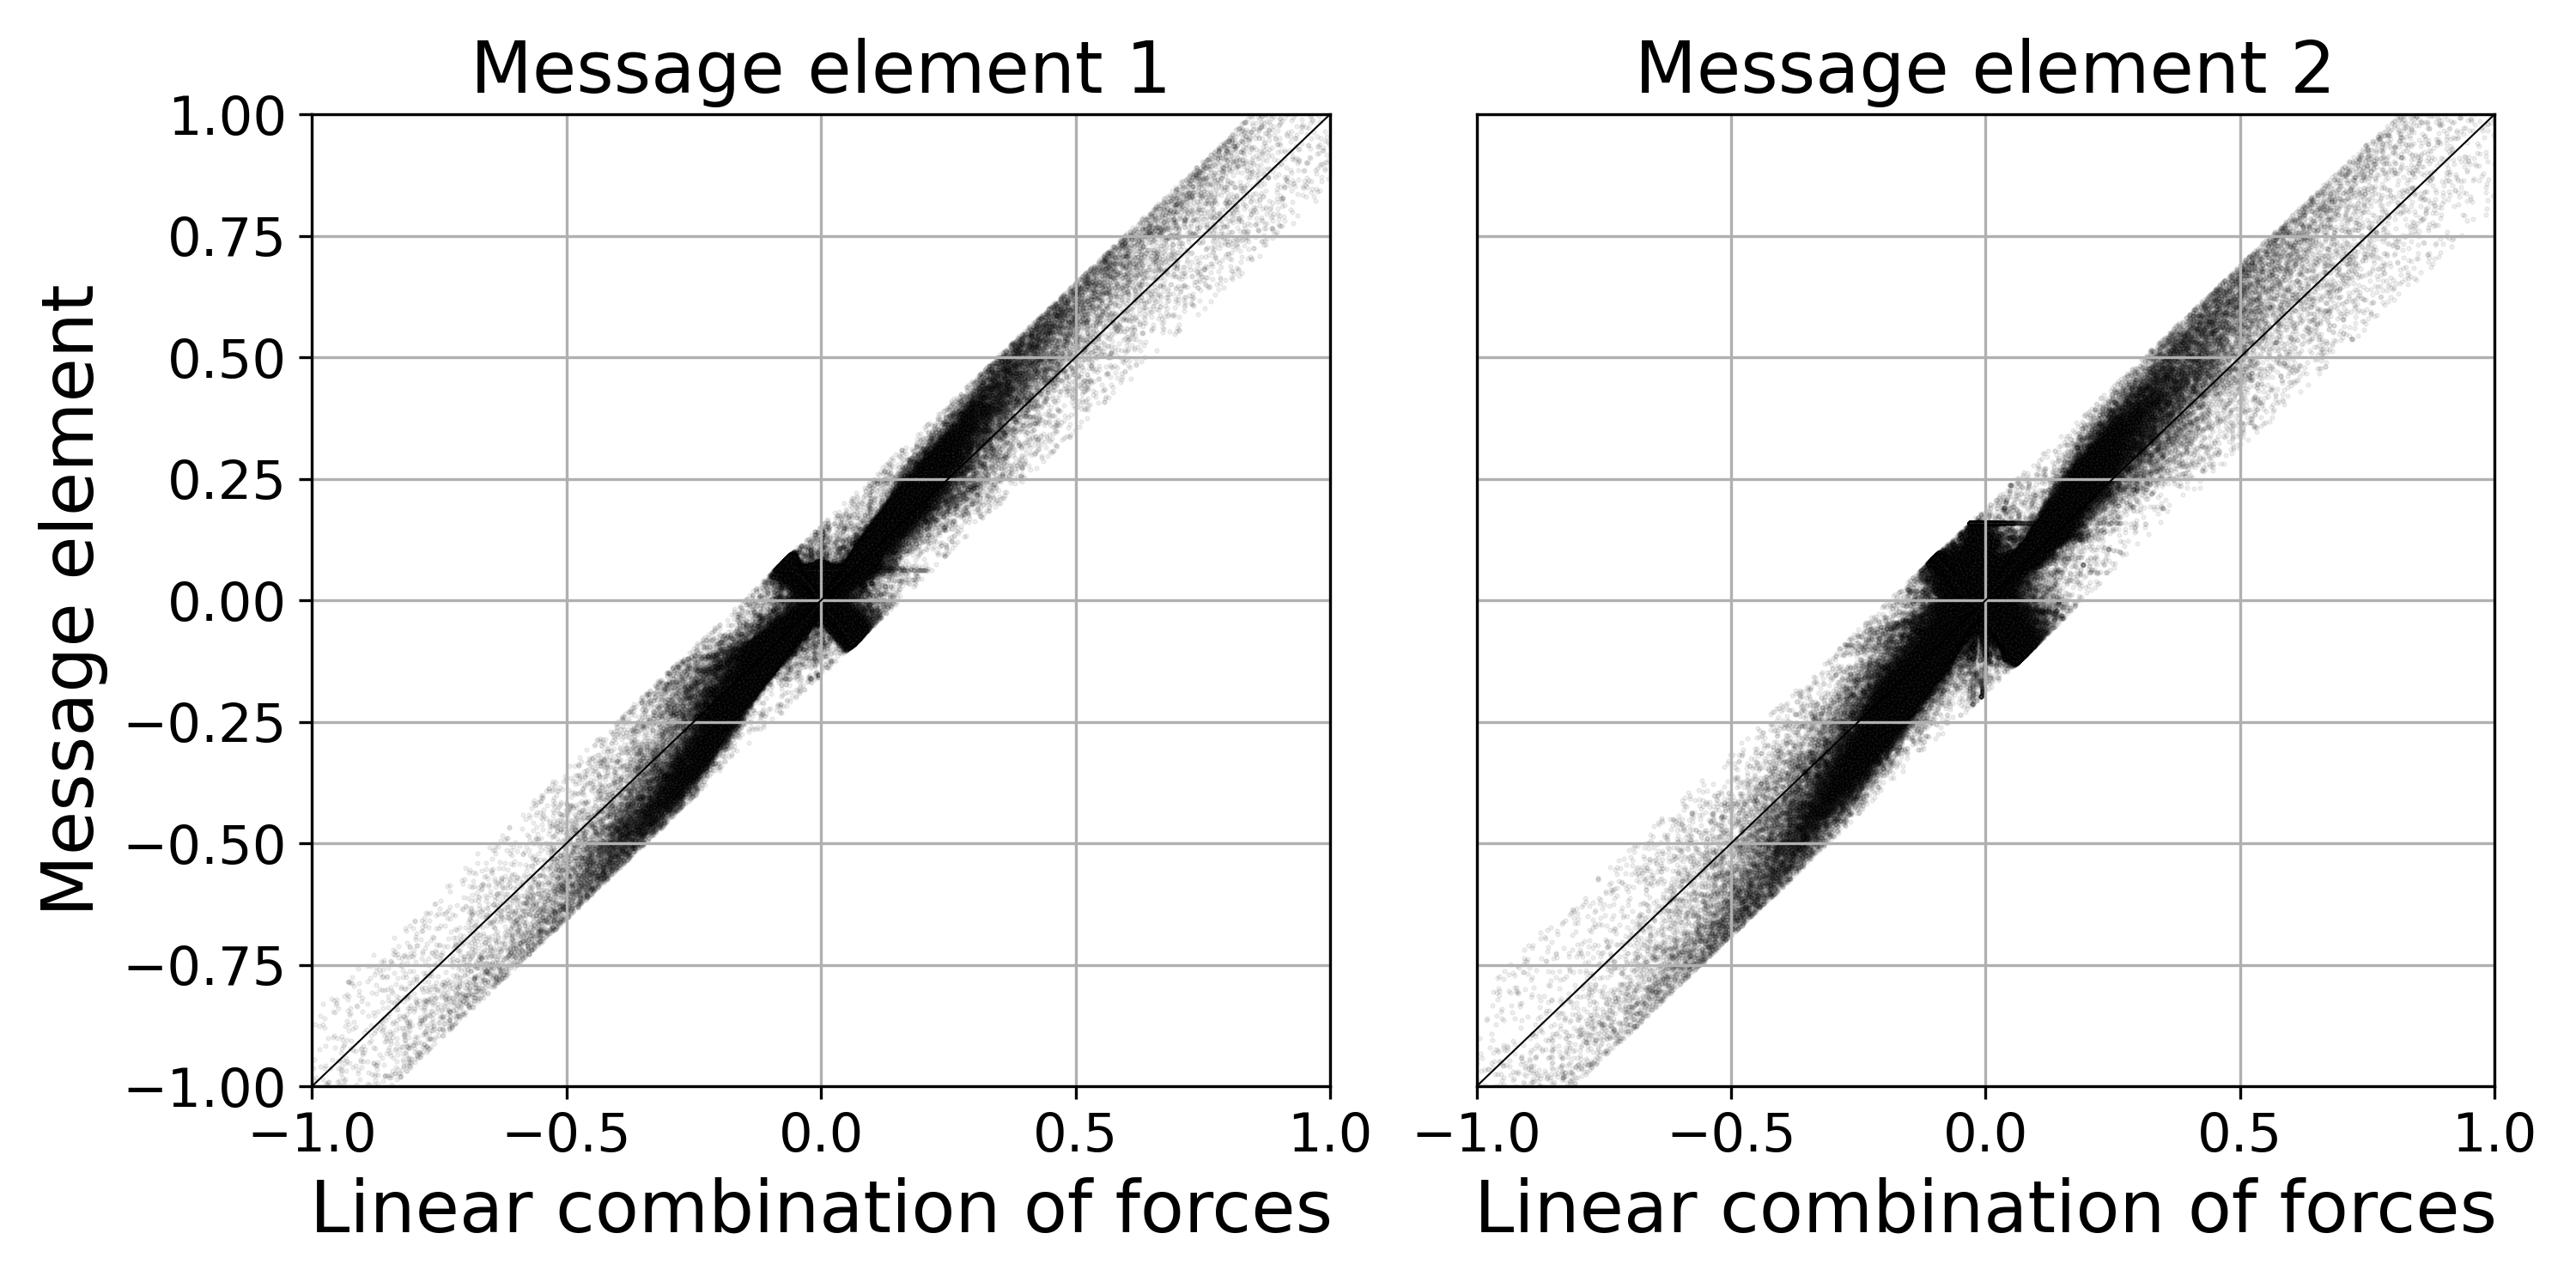 Message element 1
Message element 2
Message element
1.00
0.75
0.50
0.25
0.00
−0.25
−0.50
−0.75
−1.00
−1.0 −0.5 0.0 0.5 1.0
−1.0 −0.5 0.0 0.5 1.0
Linear combination of forces
Linear combination of forces